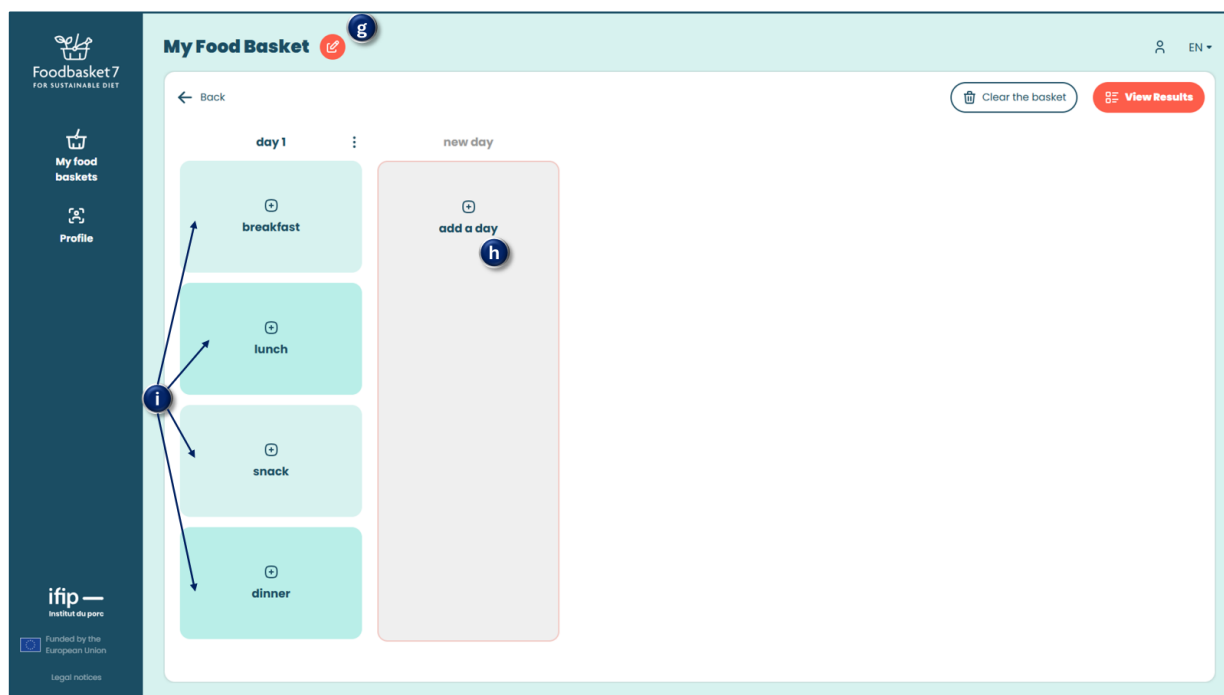 Foodbasket7
FOR SUSTAINABLE DIET
My food
baskets
Profile
ifip
Institut du porc
Funded by the
European Union
Legal notices
My Food Basket
g
EN
Back
Clear the basket
View Results
day 1
new day
breakfast
add a day
h
lunch
i
snack
dinner